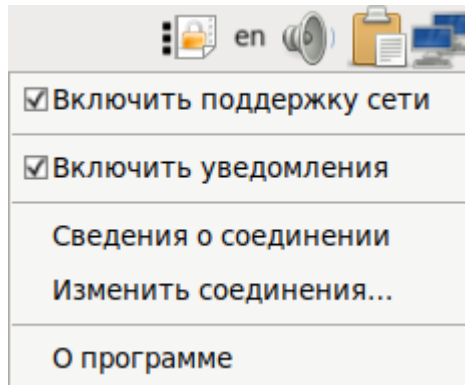 en
Включить поддержку сети
Включить уведомления
Сведения о соединении
Изменить соединения...
О программе